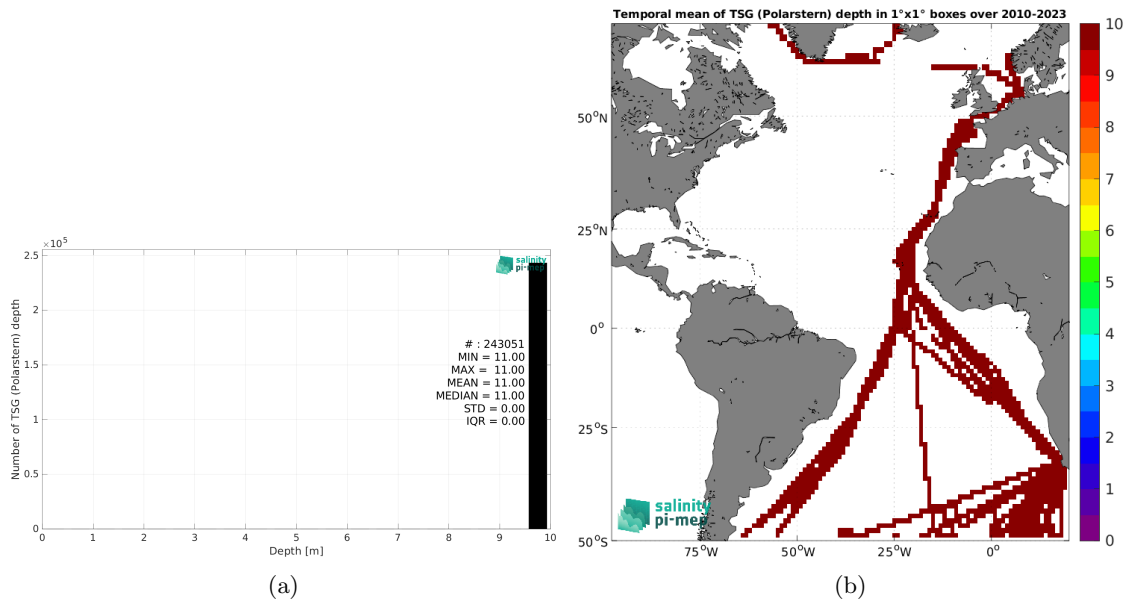 ×10⁵
2.5
2
1.5
1
0.5
0
Number of TSG (Polarstern) depth
salinity
pi-mep
# : 243051
MIN = 11.00
MAX = 11.00
MEAN = 11.00
MEDIAN = 11.00
STD = 0.00
IQR = 0.00
0 1 2 3 4 5 6 7 8 9 10
Depth [m]
(a)
Temporal mean of TSG (Polarstern) depth in 1°x1° boxes over 2010-2023
50°N
25°N
0°
25°S
50°S
75°W 50°W 25°W 0°
salinity
pi-mep
10
9
8
7
6
5
4
3
2
1
0
(b)